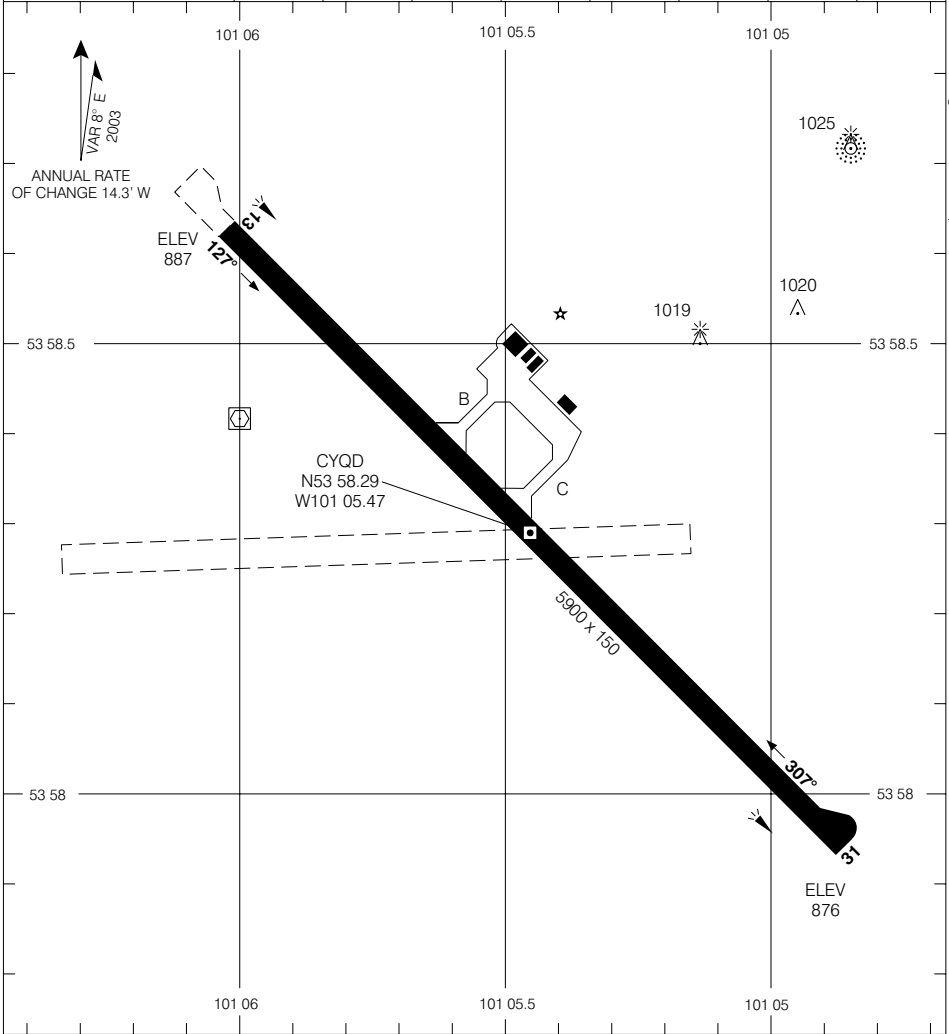 101 06
101 05.5
101 05
VAR 8° E
2003
ANNUAL RATE
OF CHANGE 14.3' W
1025
13
127°
ELEV
887
1020
1019
53 58.5
53 58.5
B
CYQD
N53 58.29
W101 05.47
C
5900 x 150
307°
53 58
53 58
31
ELEV
876
101 06
101 05.5
101 05